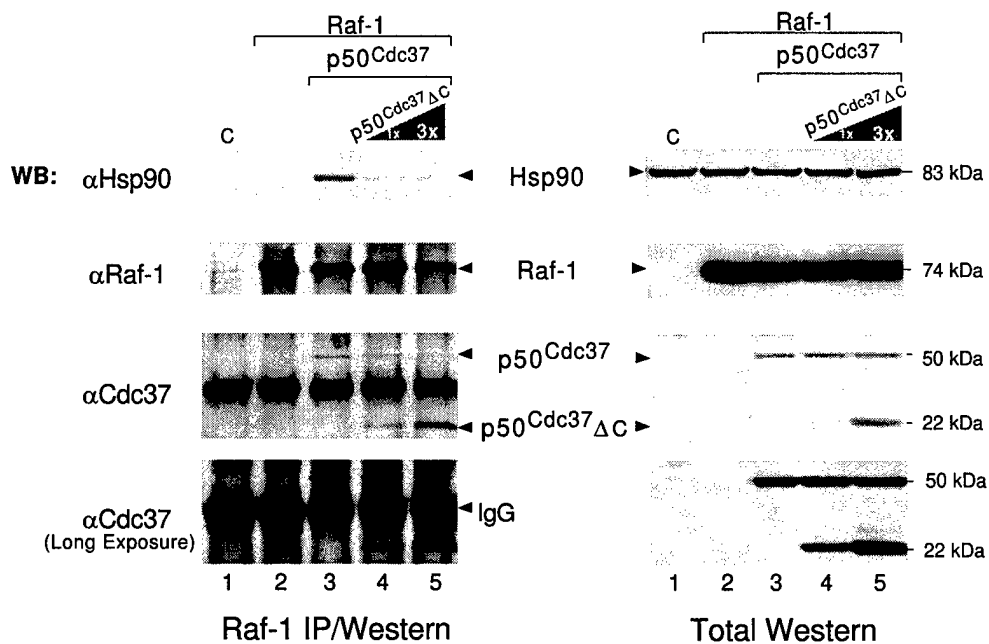 Raf-1
p50Cdc37
p50Cdc37ΔC
1x 3x
C
WB: αHsp90
αRaf-1
αCdc37
αCdc37
(Long Exposure)
1 2 3 4 5
Raf-1 IP/Western
Hsp90
Raf-1
p50Cdc37
p50Cdc37ΔC
IgG
Raf-1
p50Cdc37
p50Cdc37ΔC
1x 3x
C
83 kDa
74 kDa
50 kDa
22 kDa
50 kDa
22 kDa
1 2 3 4 5
Total Western